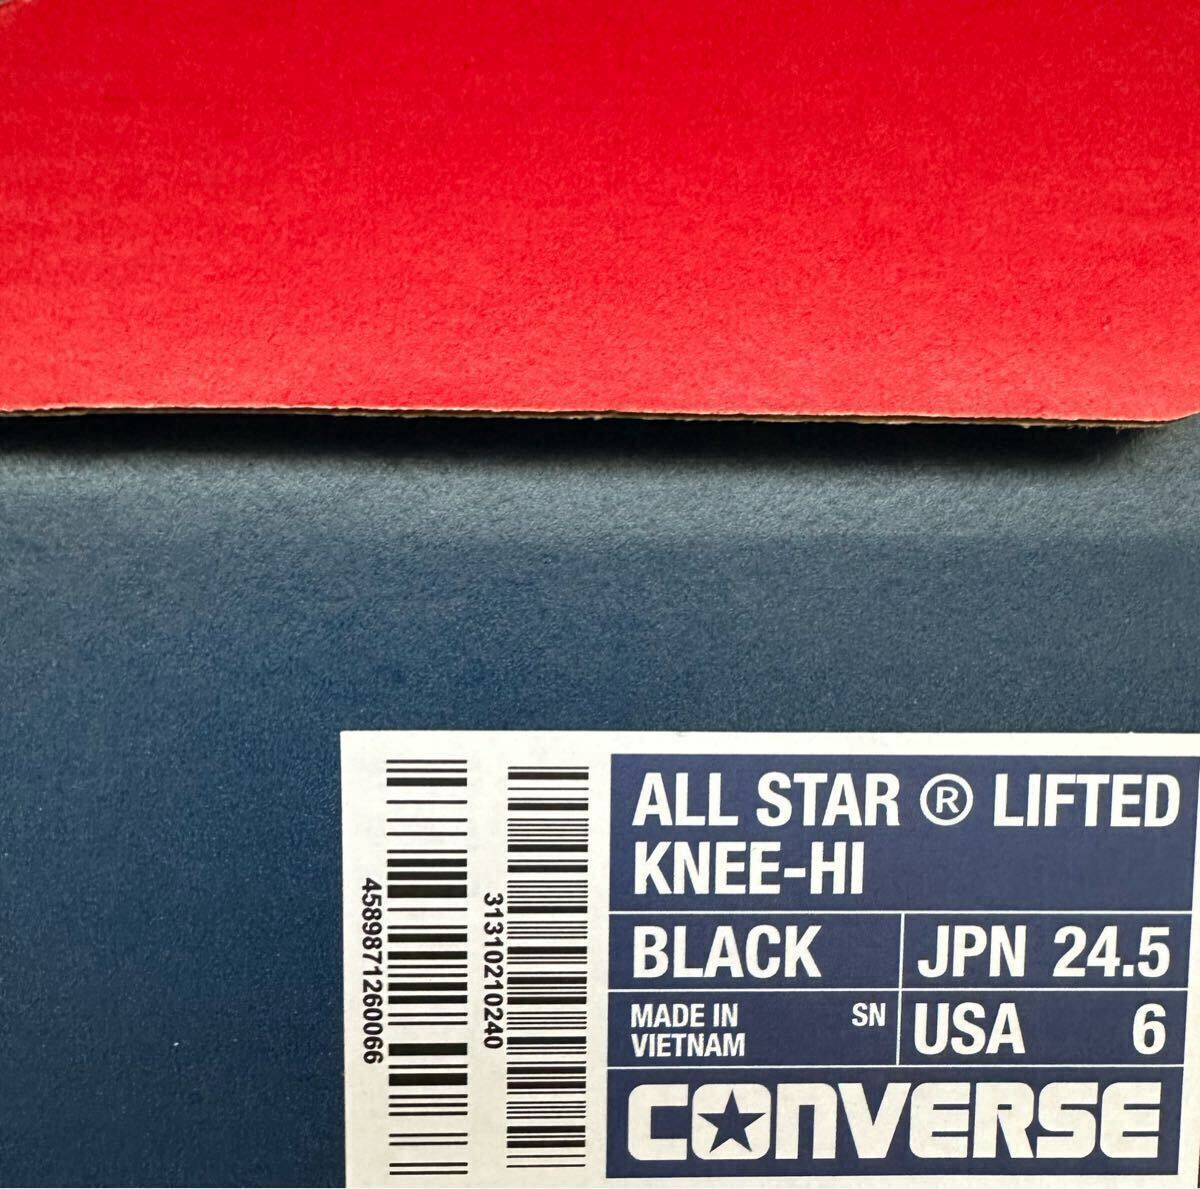 ALL STAR ® LIFTED
KNEE-HI
BLACK
JPN 24.5
MADE IN VIETNAM
SN
USA 6
CONVERSE
31310210240
4589871260066